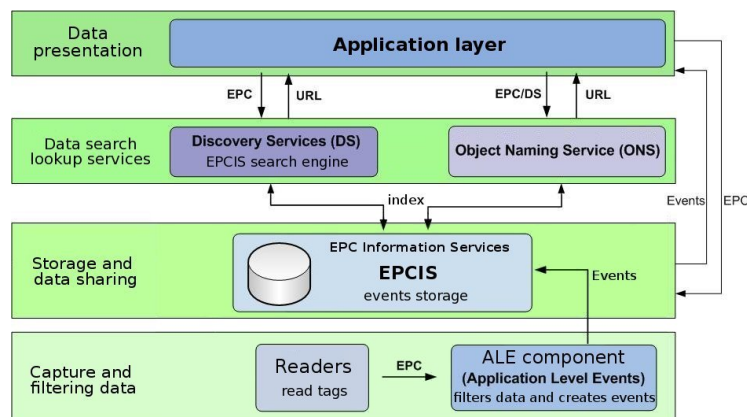 Data
presentation
Application layer
EPC
URL
EPC/DS
URL
Data search
lookup services
Discovery Services (DS)
EPCIS search engine
Object Naming Service (ONS)
index
Events
EPC
Storage and
data sharing
EPC Information Services
EPCIS
events storage
Events
Capture and
filtering data
Readers
read tags
EPC
ALE component
(Application Level Events)
filters data and creates events